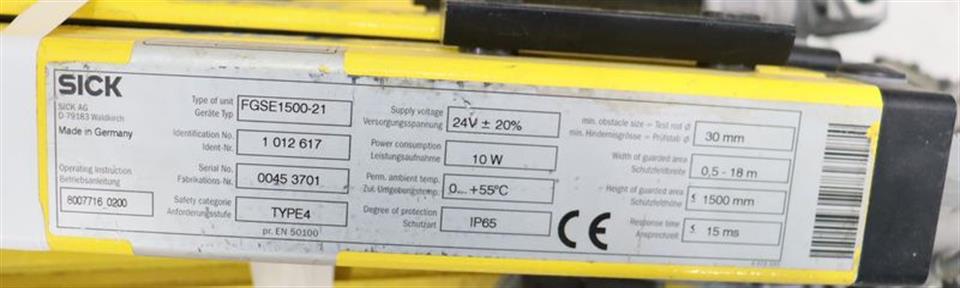 SICK
SICK AG
D-79183 Waldkirch
Made in Germany
Operating Instruction
Betriebsanleitung
8007716_0200
Type of unit
Geräte Typ
FGSE1500-21
Identification No.
Ident-Nr.
1 012 617
Serial No.
Fabrikations-Nr.
0045 3701
Safety categorie
Anforderungsstufe
TYPE4
pr. EN 50100
Supply voltage
Versorgungsspannung
24V ± 20%
Power consumption
Leistungsaufnahme
10 W
Perm. ambient temp.
Zul. Umgebungstemp.
0... +55°C
Degree of protection
Schutzart
IP65
CE
min. obstacle size = Test rod ø
min. Hindernisgrösse = Prüfstab ø
30 mm
Width of guarded area
Schutzfeldbreite
0,5 - 18 m
Height of guarded area
Schutzfeldhöhe
≤ 1500 mm
Response time
Ansprechzeit
≤ 15 ms